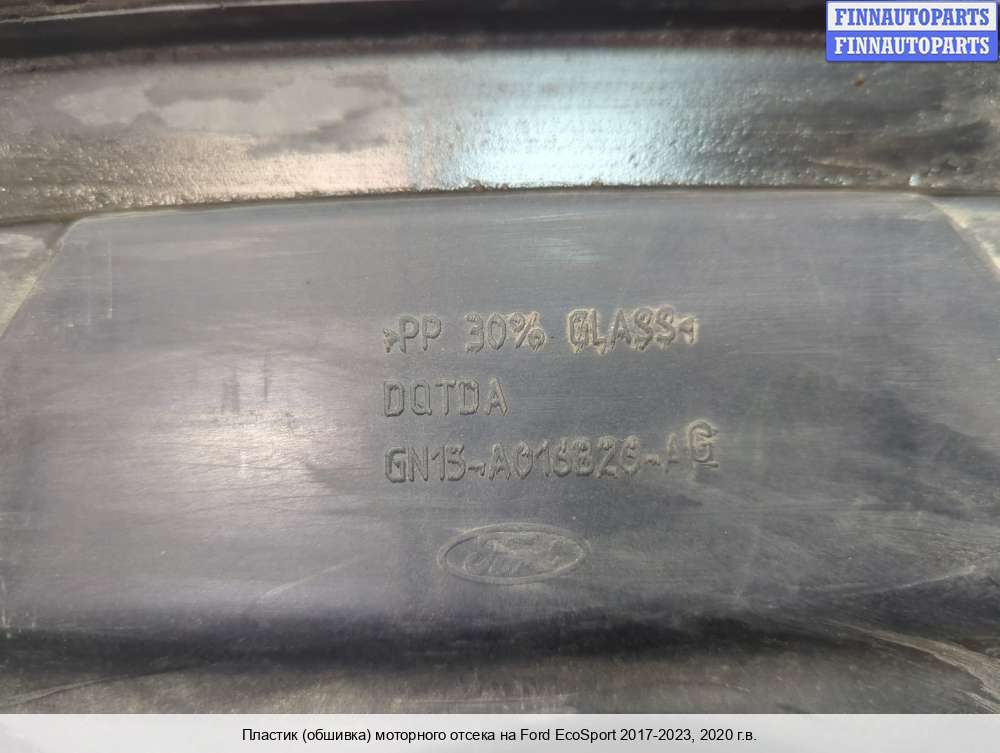 FINNAUTOPARTS
FINNAUTOPARTS
>PP 30% GLASS<
DQTDA
GN15-A016B26-AG
Ford
Пластик (обшивка) моторного отсека на Ford EcoSport 2017-2023, 2020 г.в.